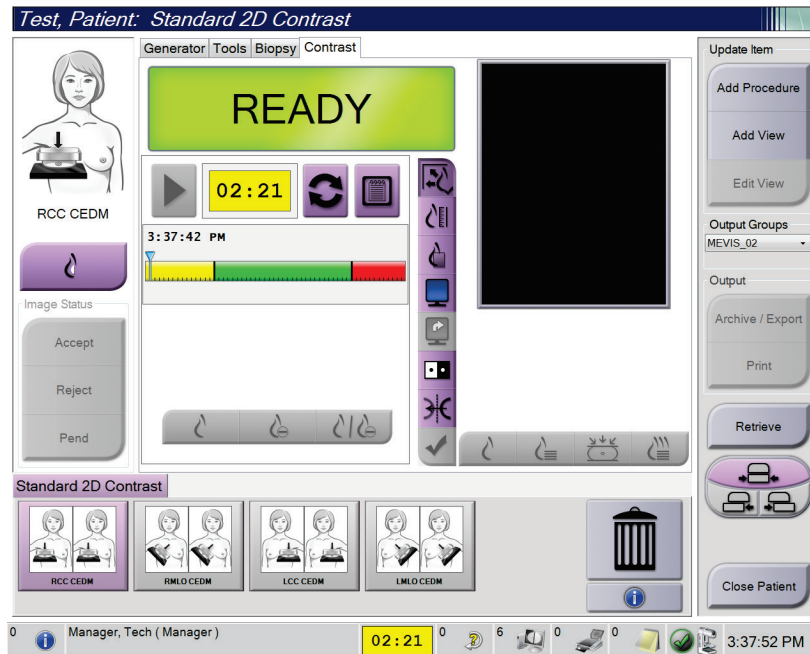 Test, Patient: Standard 2D Contrast
Generator Tools Biopsy Contrast
READY
02:21
3:37:42 PM
RCC CEDM
Image Status
Accept
Reject
Pend
Update Item
Add Procedure
Add View
Edit View
Output Groups
MEVIS_02
Output
Archive / Export
Print
Retrieve
Close Patient
Standard 2D Contrast
RCC CEDM
RMLO CEDM
LCC CEDM
LMLO CEDM
0 Manager, Tech ( Manager ) 02:21 0 6 0 0 3:37:52 PM